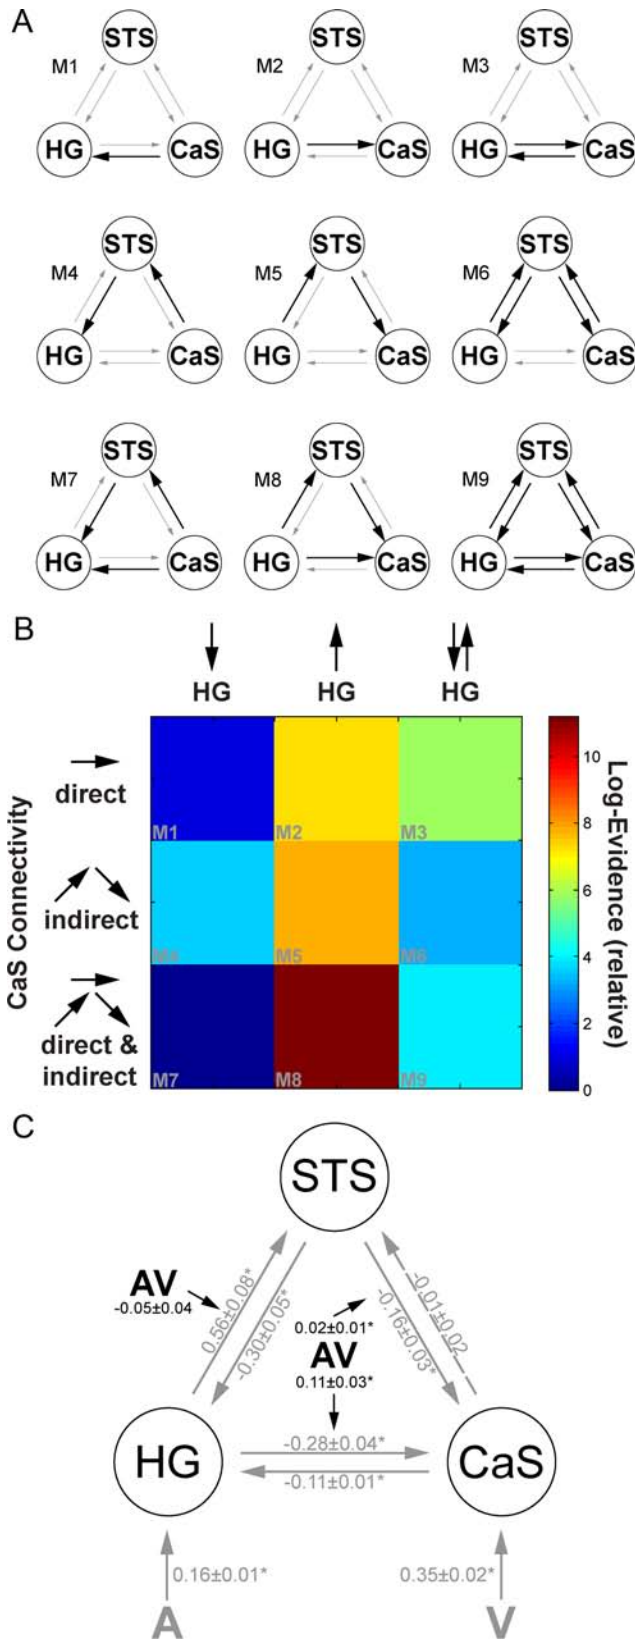 A
M1
STS
HG
CaS
M2
STS
HG
CaS
M3
STS
HG
CaS
M4
STS
HG
CaS
M5
STS
HG
CaS
M6
STS
HG
CaS
M7
STS
HG
CaS
M8
STS
HG
CaS
M9
STS
HG
CaS
B
HG
HG
HG
CaS Connectivity
direct
indirect
direct &
indirect
M1
M2
M3
M4
M5
M6
M7
M8
M9
10
8
6
4
2
0
Log-Evidence (relative)
C
STS
AV
-0.05±0.04
0.56±0.08*
-0.30±0.05*
0.02±0.01*
AV
0.11±0.03*
-0.16±0.03*
-0.01±0.02
HG
-0.28±0.04*
-0.11±0.01*
CaS
0.16±0.01*
0.35±0.02*
A
V